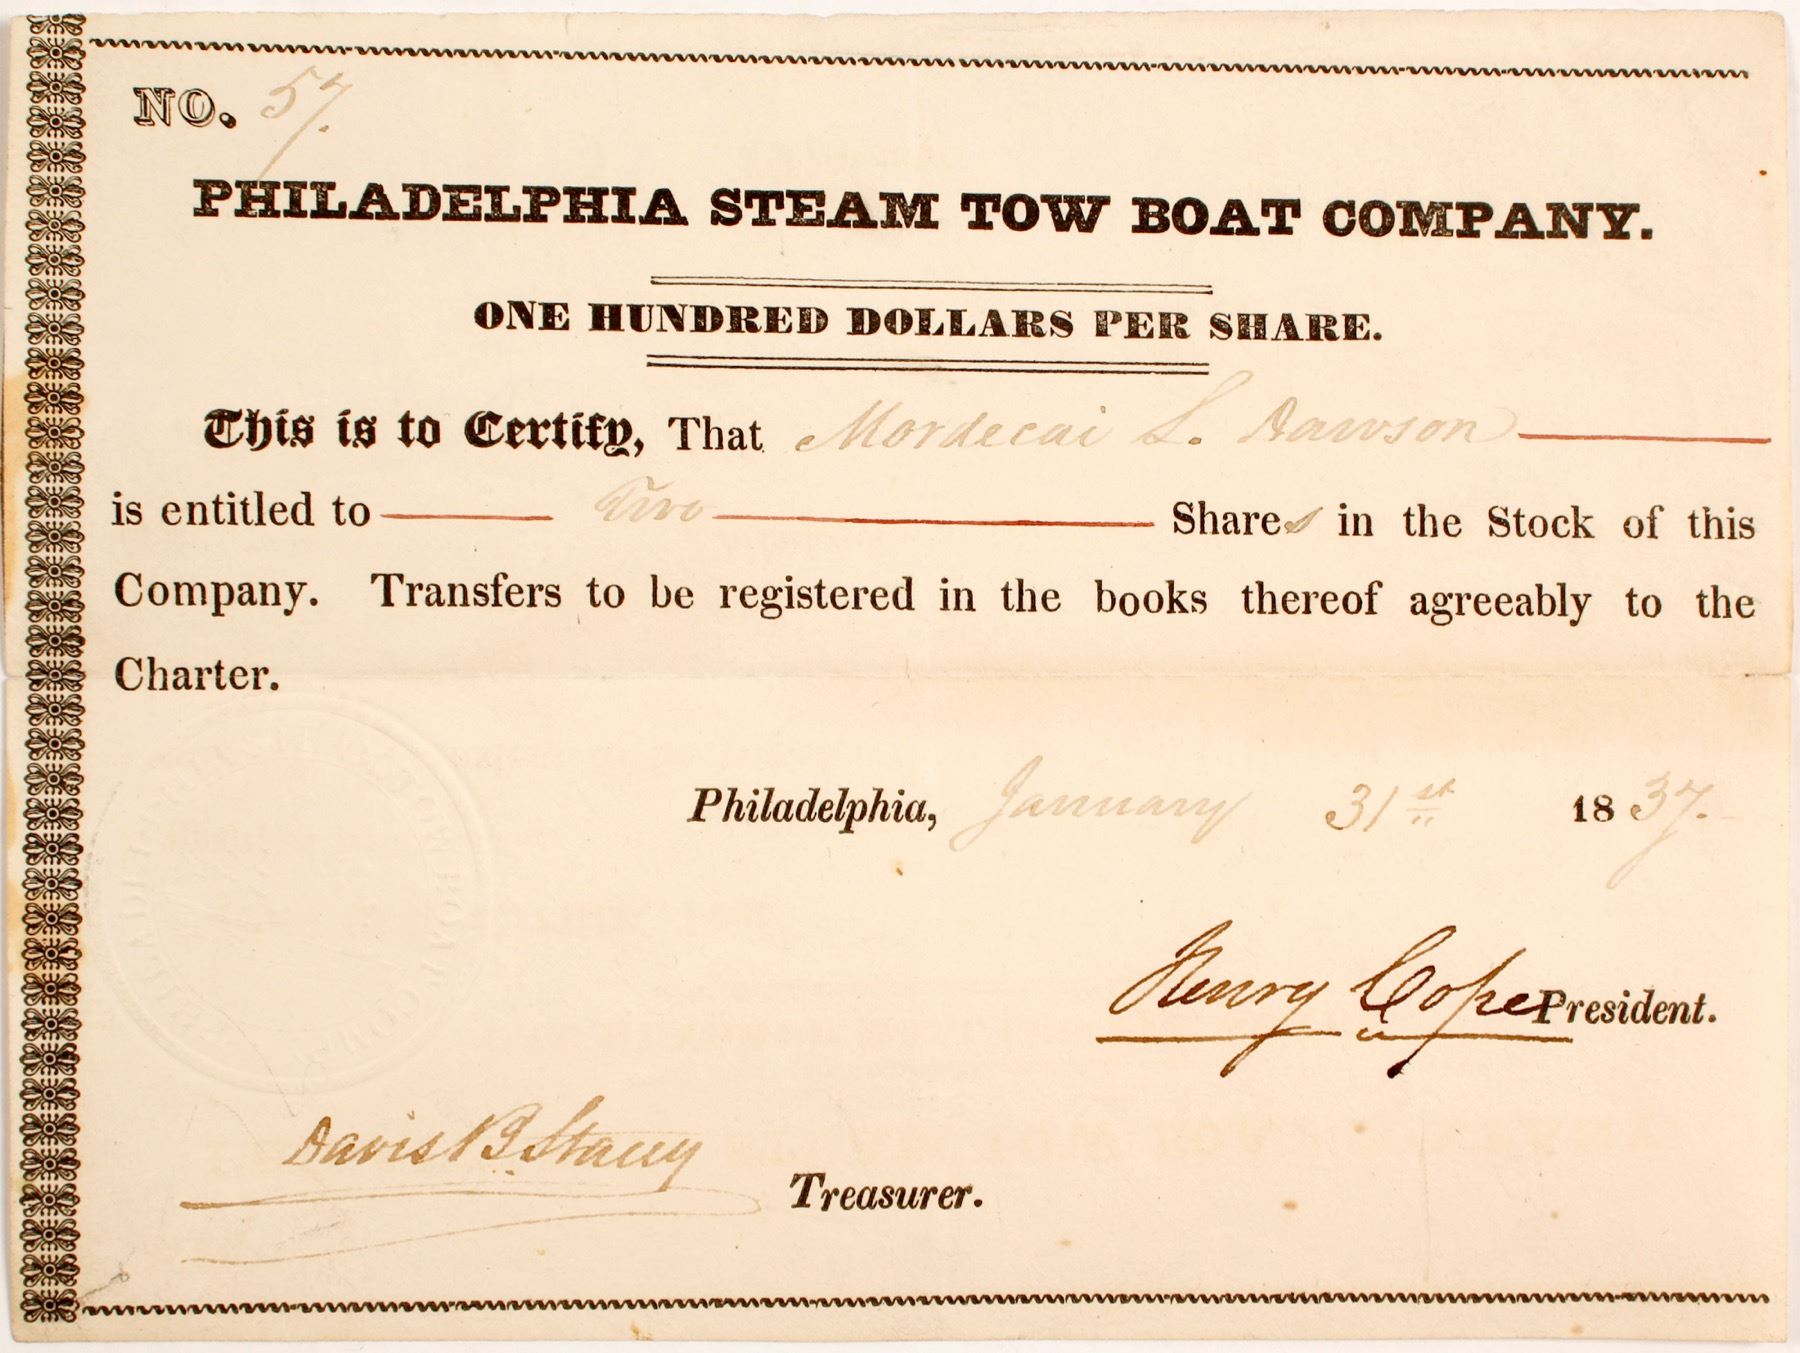 NO. 57.
PHILADELPHIA STEAM TOW BOAT COMPANY.
ONE HUNDRED DOLLARS PER SHARE.
This is to Certify, That Mordecai L. Dawson
is entitled to Two Shares in the Stock of this
Company. Transfers to be registered in the books thereof agreeably to the
Charter.
Philadelphia, January 31st 1837.
Henry Cope President.
Davis B Stacey Treasurer.